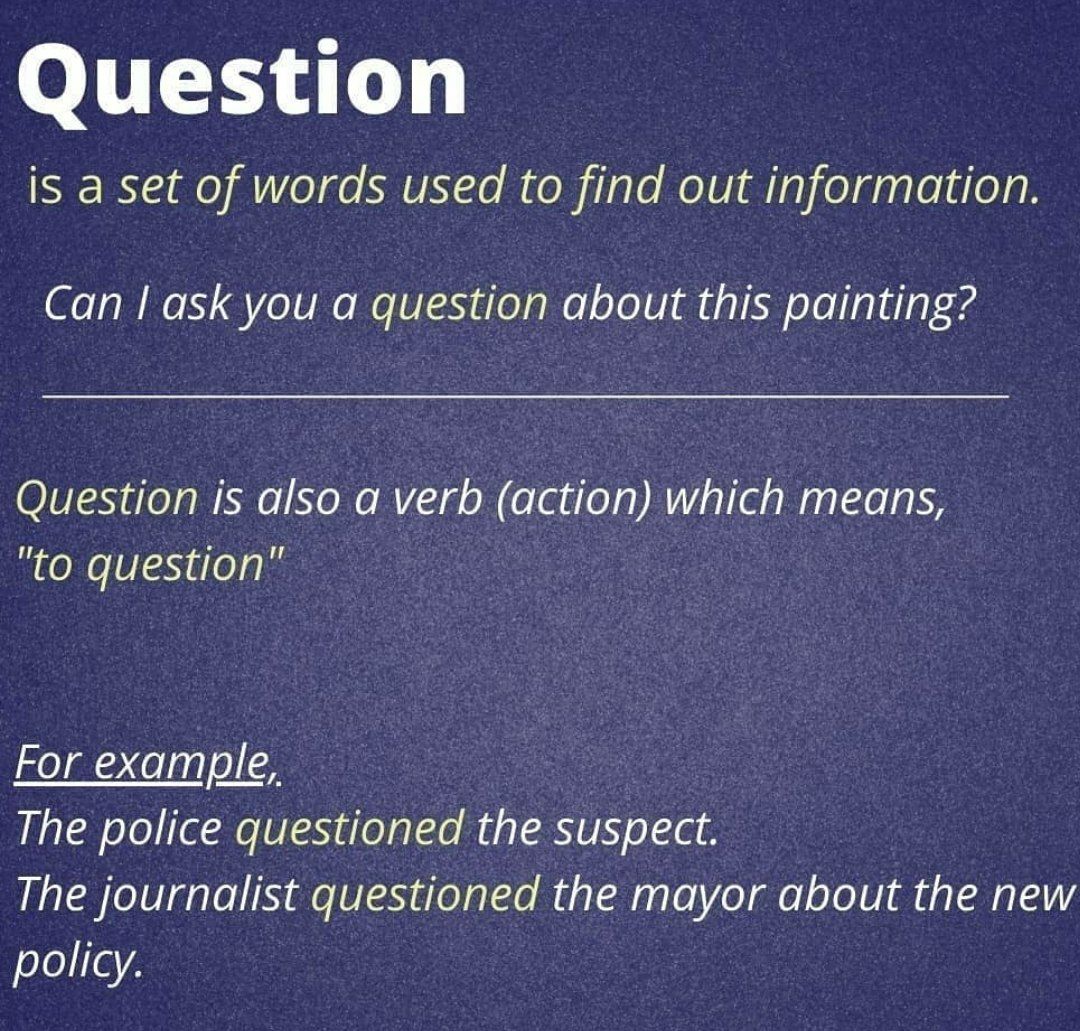 Question
is a set of words used to find out information.
Can I ask you a question about this painting?
Question is also a verb (action) which means,
"to question"
For example,.
The police questioned the suspect.
The journalist questioned the mayor about the new
policy.